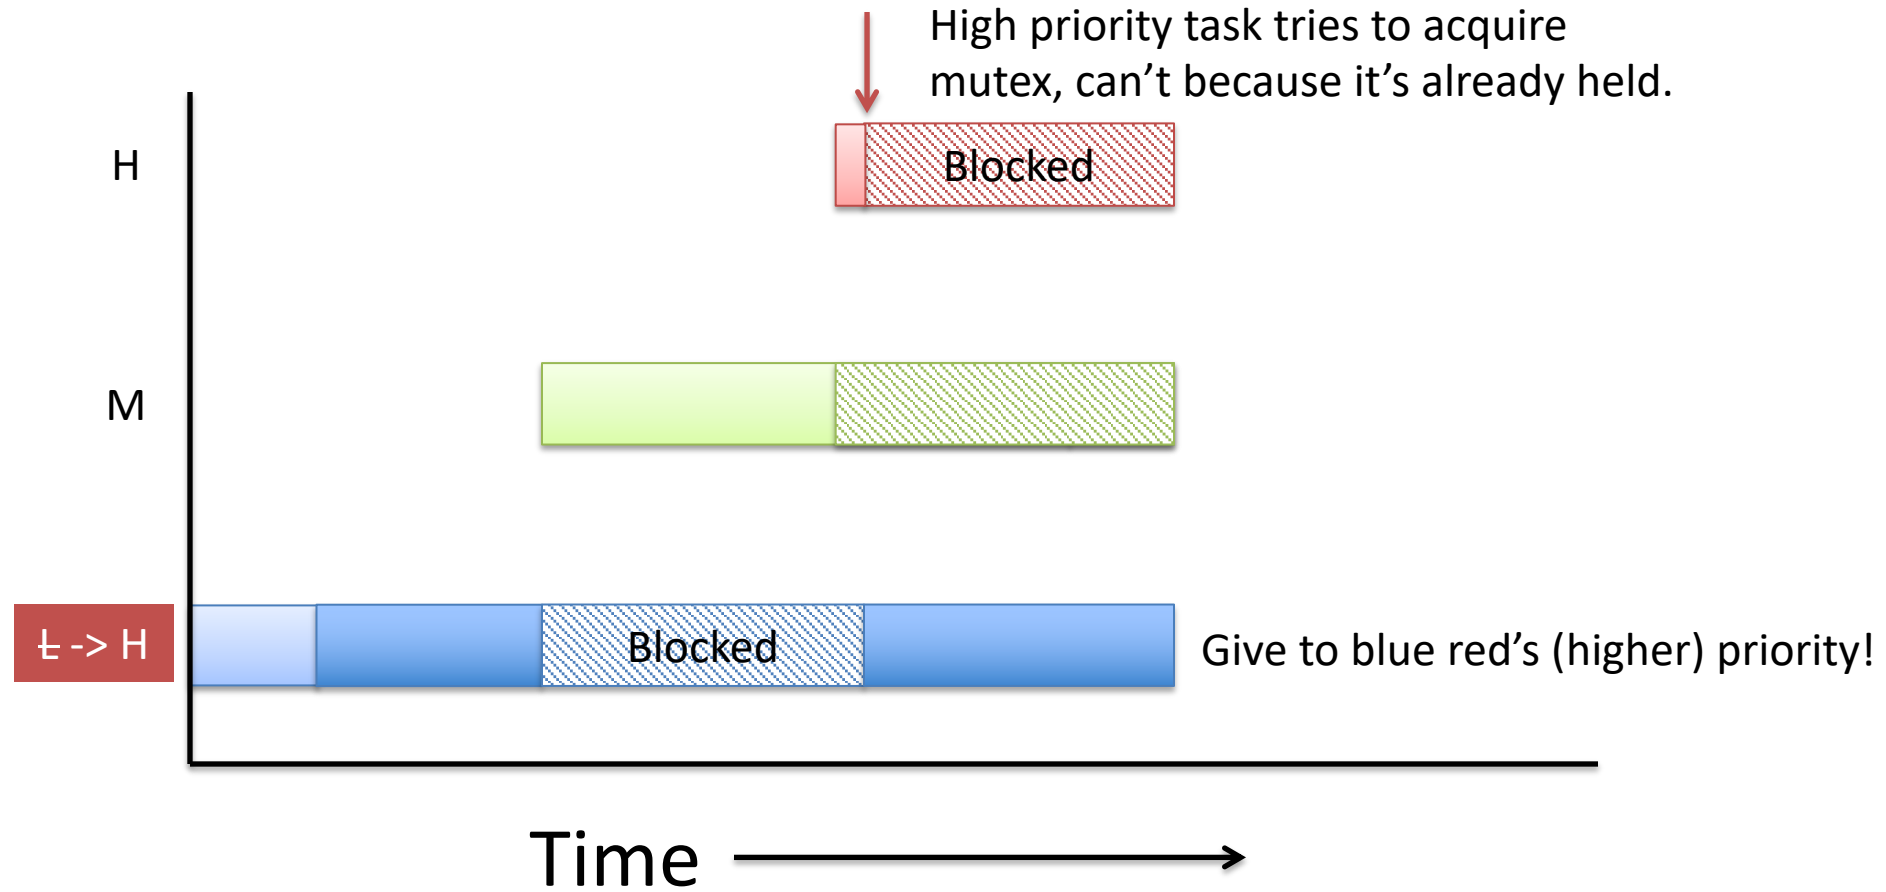 High priority task tries to acquire
mutex, can't because it’s already held.
H
Blocked
M
L -> H
Blocked
Give to blue red's (higher) priority!
Time